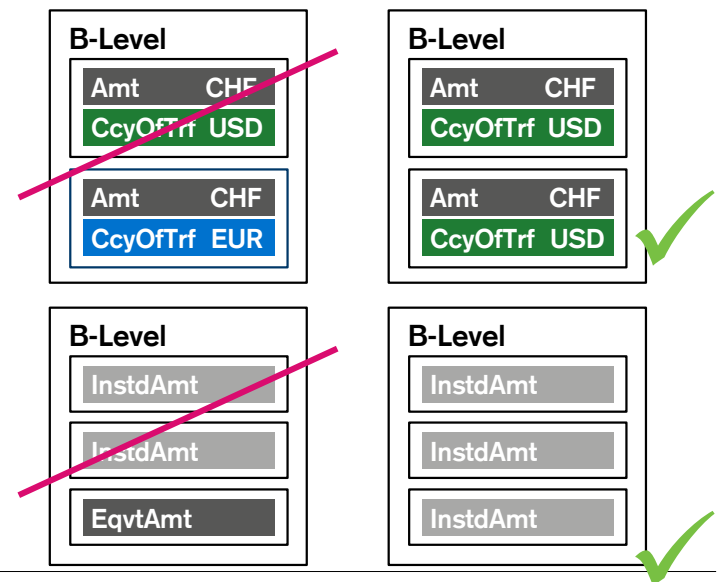 B-Level
Amt CHF
CcyOfTrf USD
Amt CHF
CcyOfTrf EUR
B-Level
Amt CHF
CcyOfTrf USD
Amt CHF
CcyOfTrf USD
B-Level
InstdAmt
InstdAmt
EqvtAmt
B-Level
InstdAmt
InstdAmt
InstdAmt